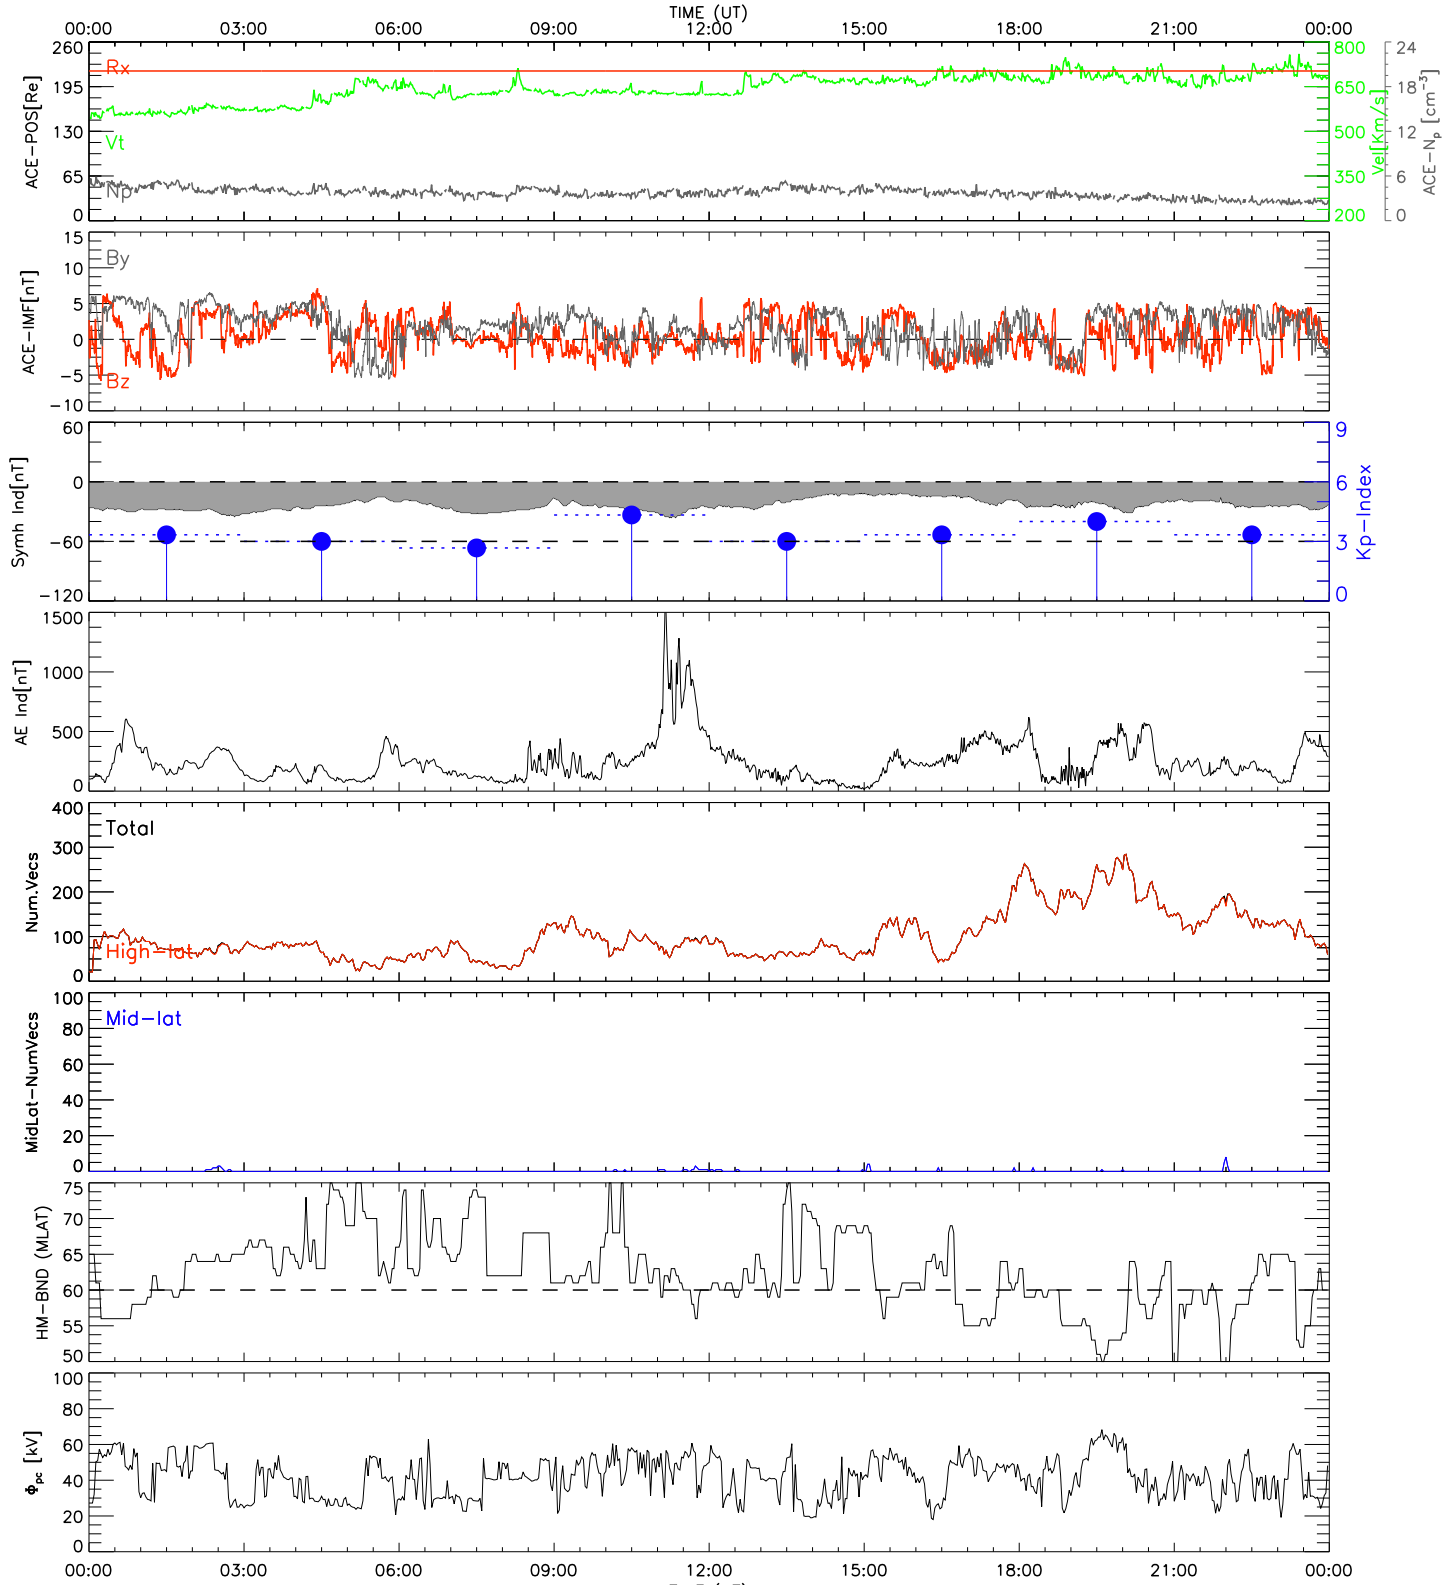 TIME (UT)
00:00 03:00 06:00 09:00 12:00 15:00 18:00 21:00 00:00
260
195
130
65
0
ACE-POS[Re]
Rx
Vt
Np
800
650
500
350
200
Vel[Km/s]
24
18
12
6
0
ACE-Np [cm-3]
15
10
5
0
-5
-10
ACE-IMF[nT]
By
Bz
60
0
-60
-120
Symh Ind[nT]
9
6
3
0
Kp-Index
1500
1000
500
0
AE Ind[nT]
400
300
200
100
0
Num.Vecs
Total
High-lat
100
80
60
40
20
0
MidLat-NumVecs
Mid-lat
75
70
65
60
55
50
HM-BND (MLAT)
100
80
60
40
20
0
Φpc [kV]
00:00 03:00 06:00 09:00 12:00 15:00 18:00 21:00 00:00